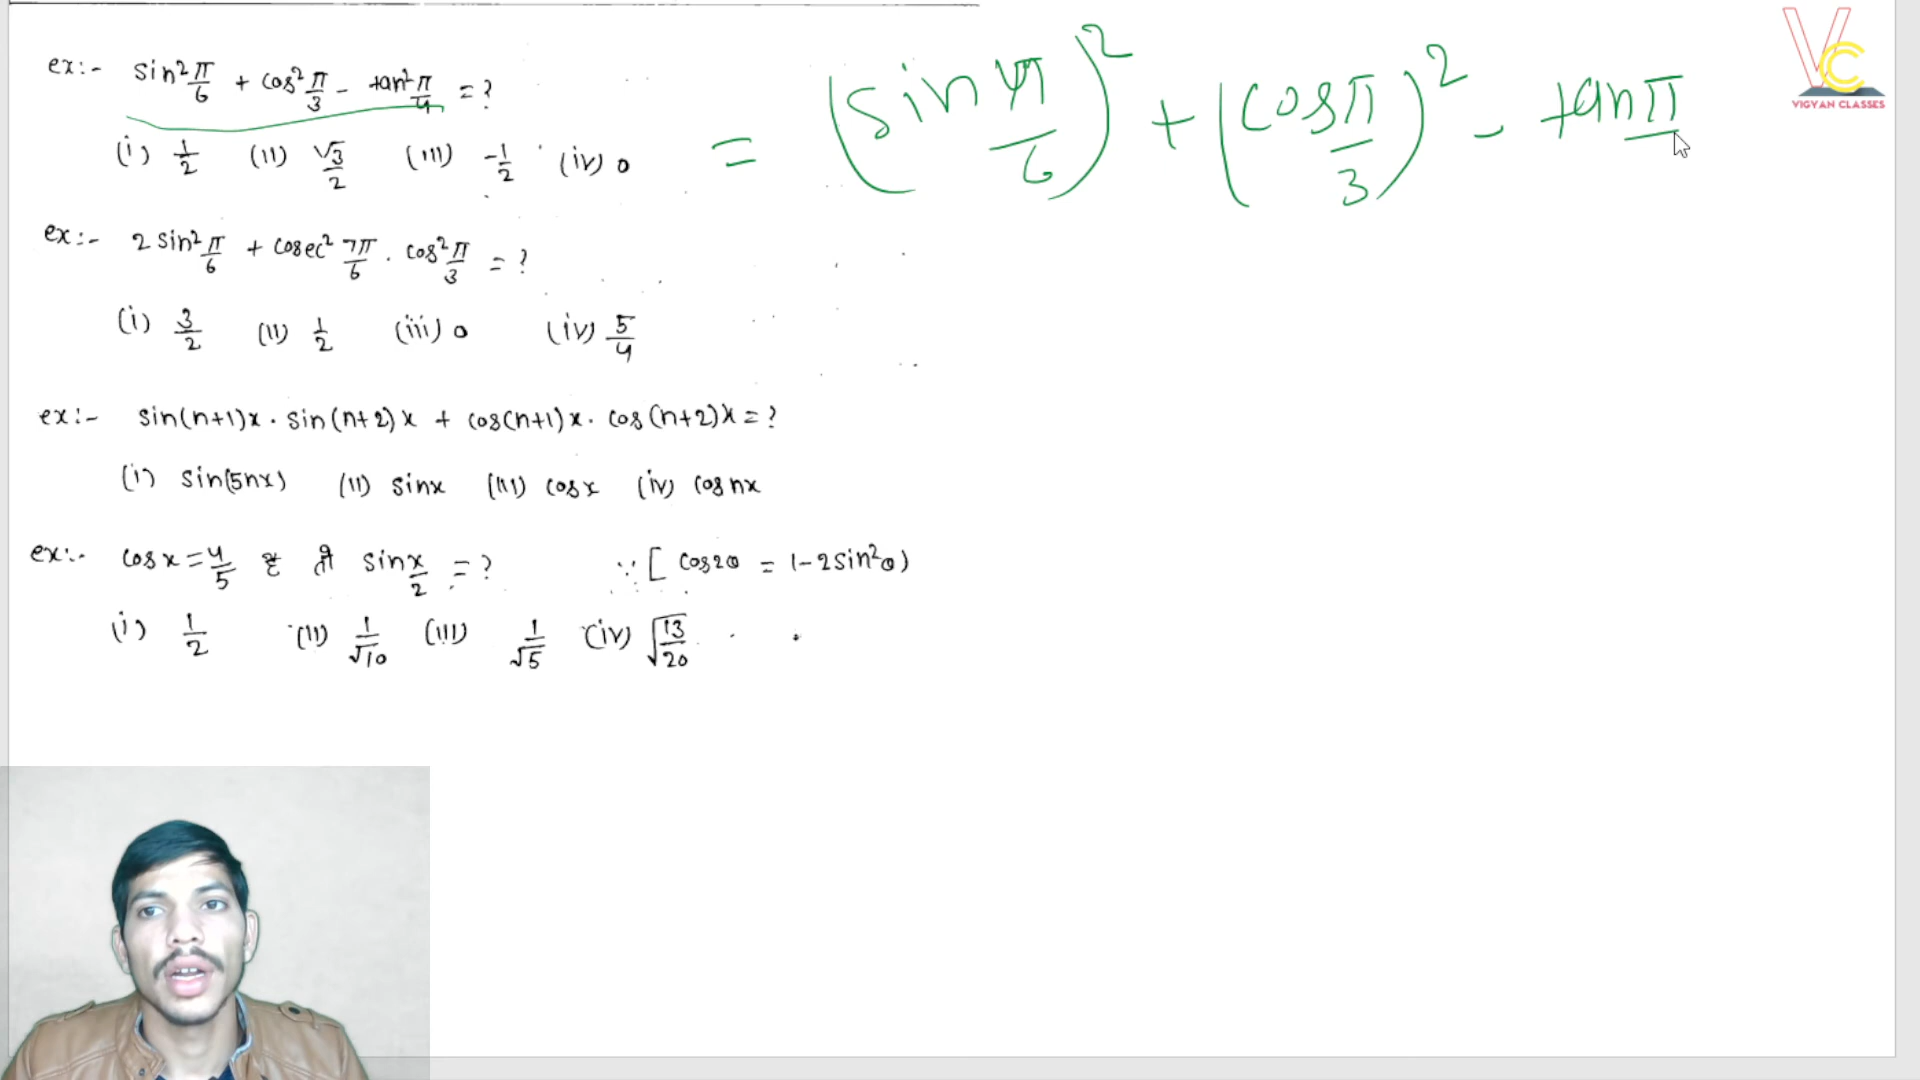 ex:- sin²π/6 + cos²π/3 - tan²π/4 = ?
(i) 1/2 (ii) √3/2 (iii) -1/2 (iv) 0
= (sin π/6)² + (cos π/3)² - tan π
VIGYAN CLASSES
ex:- 2 sin²π/6 + cosec² 7π/6 . cos²π/3 = ?
(i) 3/2 (ii) 1/2 (iii) 0 (iv) 5/4
ex:- sin(n+1)x . sin(n+2)x + cos(n+1)x . cos(n+2)x = ?
(i) sin(5nx) (ii) sinx (iii) cosx (iv) cosnx
ex:- cosx = 4/5 है तो sin x/2 = ? ∵ [ cos2θ = 1-2sin²θ )
(i) 1/2 (ii) 1/√10 (iii) 1/√5 (iv) √13/20